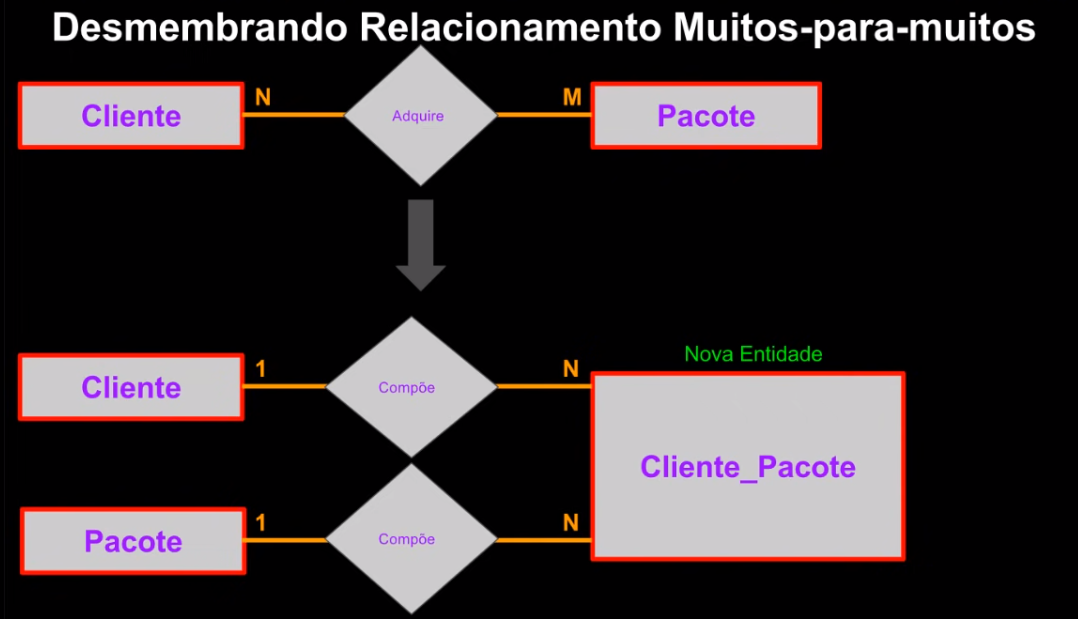 Desmembrando Relacionamento Muitos-para-muitos
Cliente
N
Adquire
M
Pacote
Nova Entidade
Cliente
1
Compõe
N
Cliente_Pacote
Pacote
1
Compõe
N